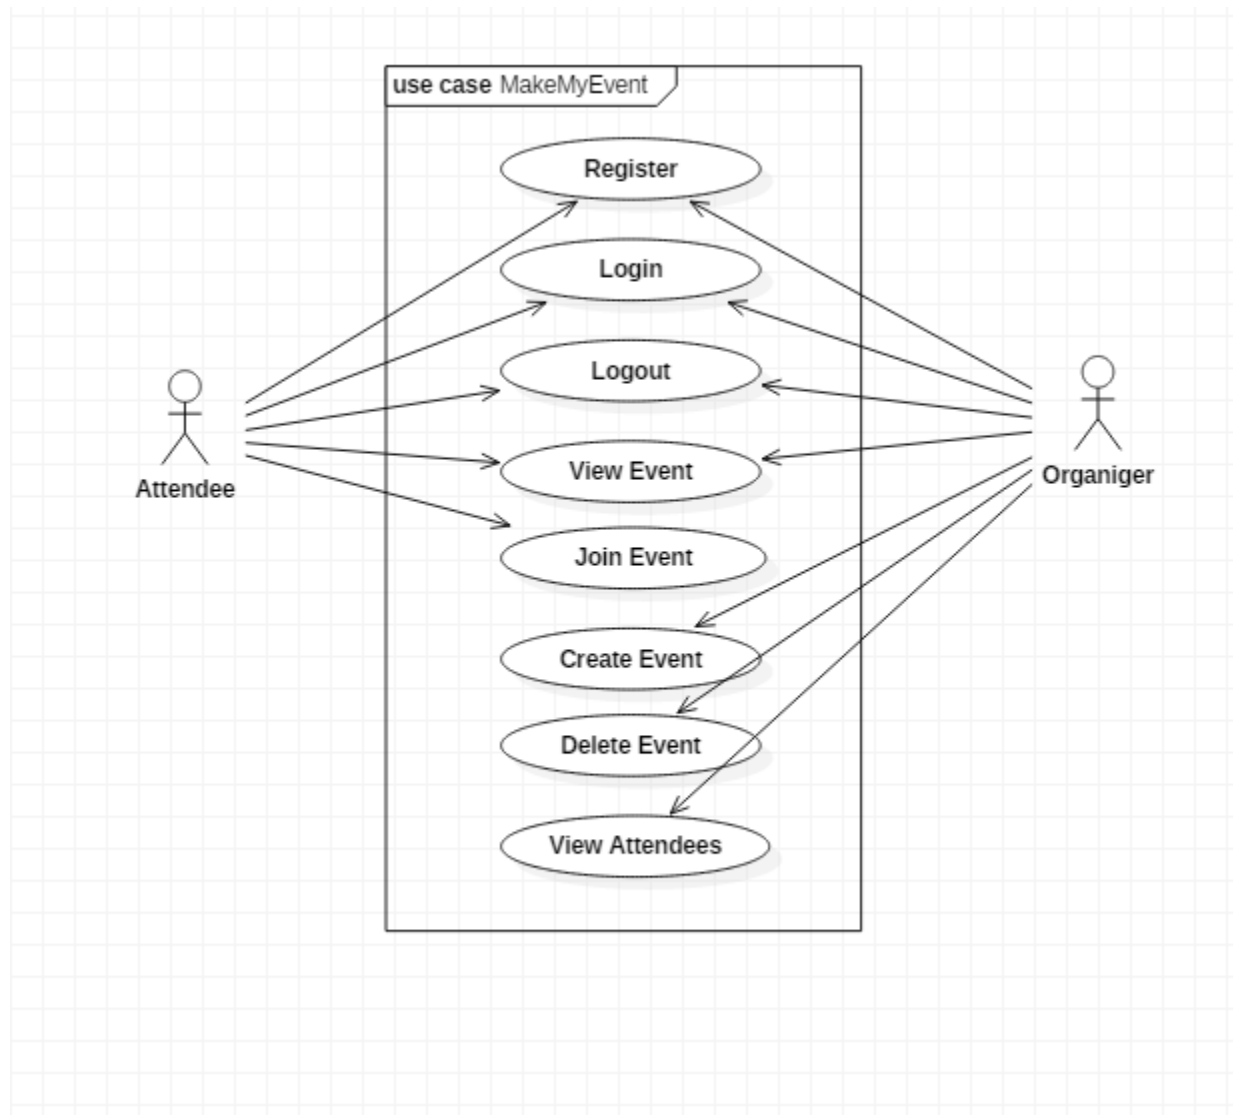 use case MakeMyEvent
Register
Login
Logout
View Event
Join Event
Create Event
Delete Event
View Attendees
Attendee
Organiger